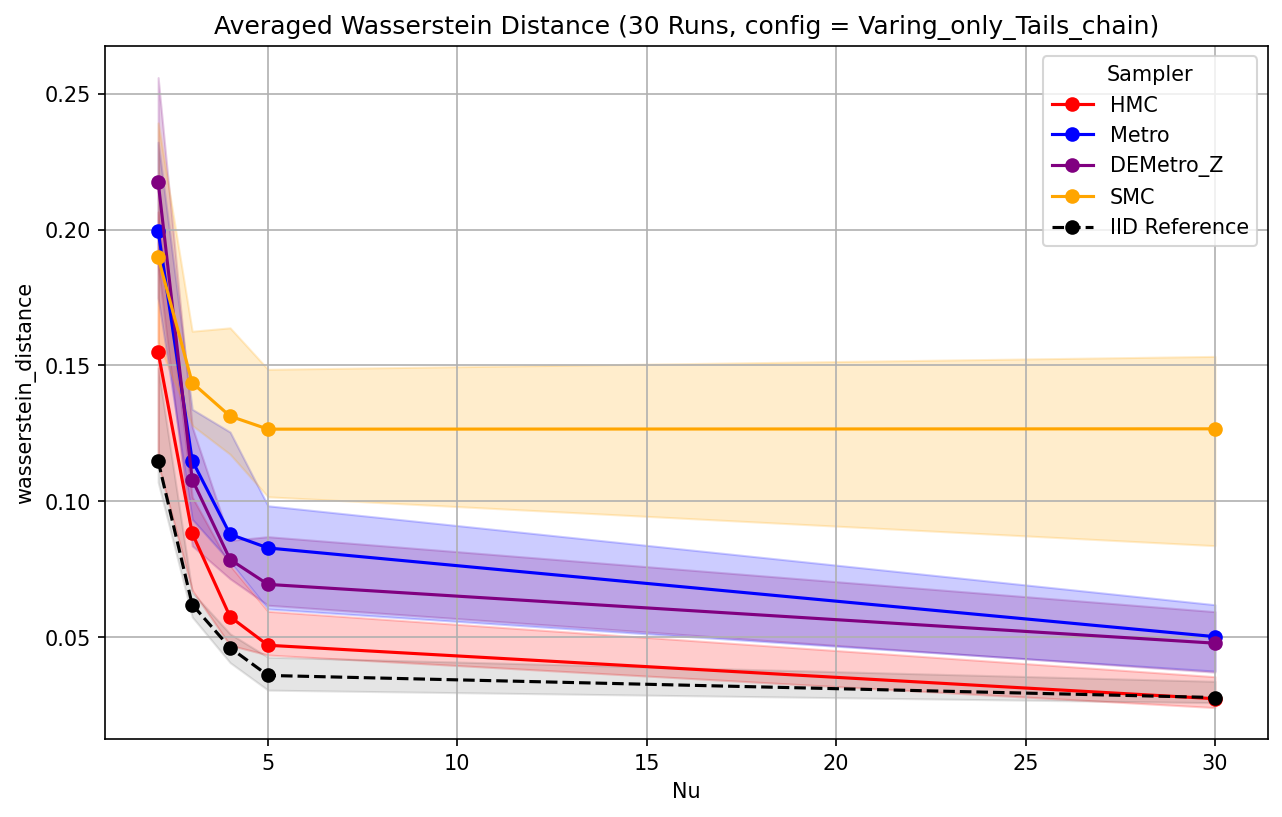 Averaged Wasserstein Distance (30 Runs, config = Varing_only_Tails_chain)
wasserstein_distance
0.25
0.20
0.15
0.10
0.05
5
10
15
20
25
30
Nu
Sampler
HMC
Metro
DEMetro_Z
SMC
IID Reference